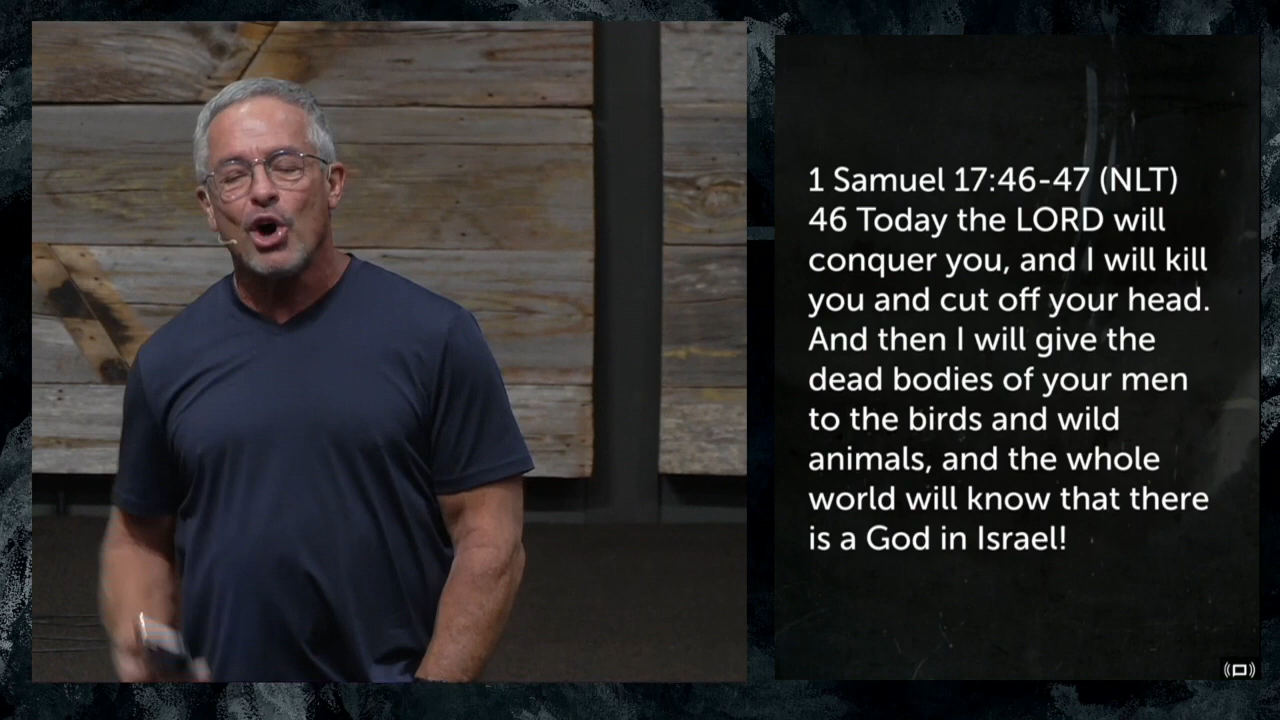 1 Samuel 17:46-47 (NLT)
46 Today the LORD will
conquer you, and I will kill
you and cut off your head.
And then I will give the
dead bodies of your men
to the birds and wild
animals, and the whole
world will know that there
is a God in Israel!